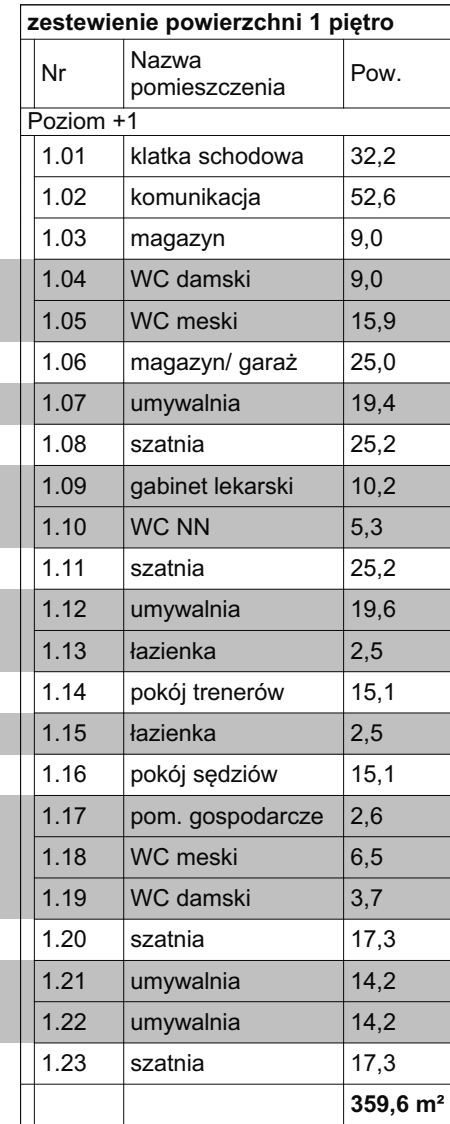 zestewienie powierzchni 1 piętro
Nr Nazwa pomieszczenia Pow.
Poziom +1
1.01 klatka schodowa 32,2
1.02 komunikacja 52,6
1.03 magazyn 9,0
1.04 WC damski 9,0
1.05 WC meski 15,9
1.06 magazyn/ garaż 25,0
1.07 umywalnia 19,4
1.08 szatnia 25,2
1.09 gabinet lekarski 10,2
1.10 WC NN 5,3
1.11 szatnia 25,2
1.12 umywalnia 19,6
1.13 łazienka 2,5
1.14 pokój trenerów 15,1
1.15 łazienka 2,5
1.16 pokój sędziów 15,1
1.17 pom. gospodarcze 2,6
1.18 WC meski 6,5
1.19 WC damski 3,7
1.20 szatnia 17,3
1.21 umywalnia 14,2
1.22 umywalnia 14,2
1.23 szatnia 17,3
359,6 m²